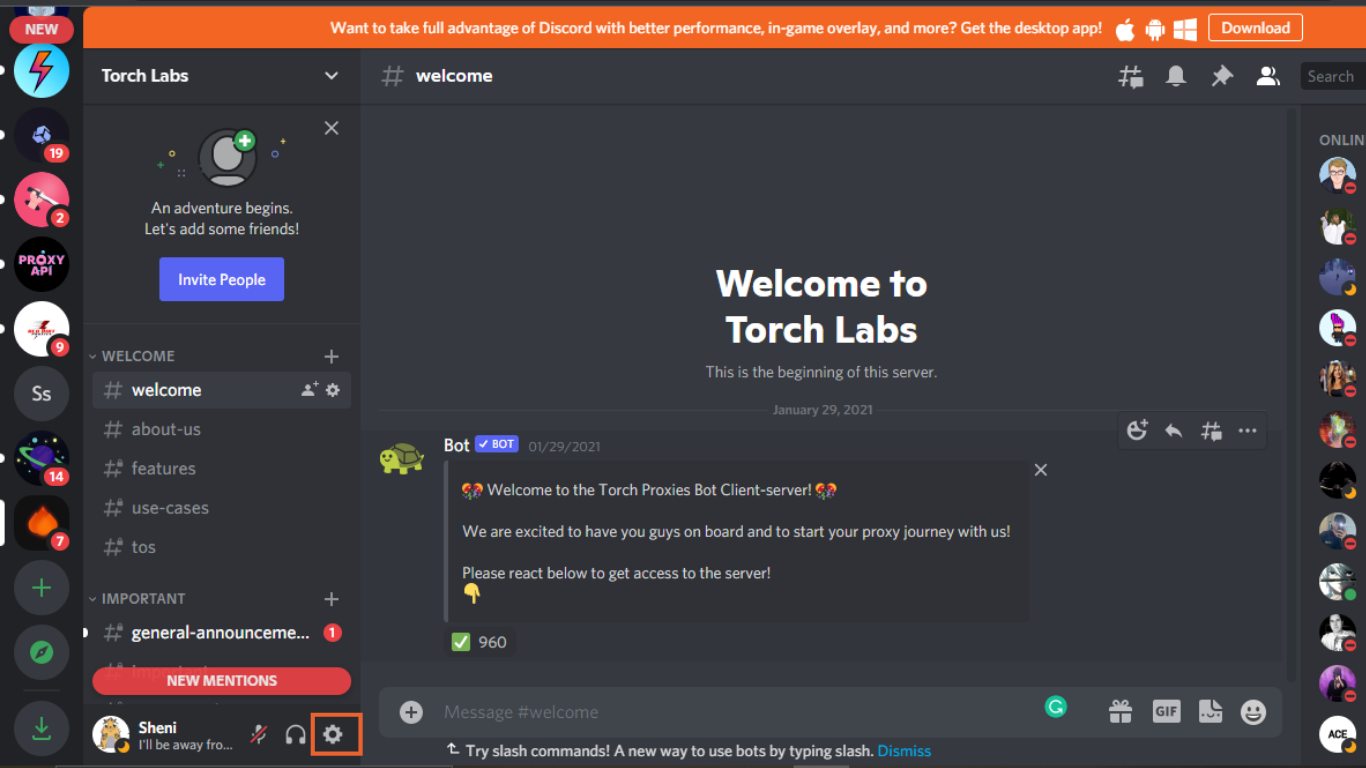 NEW
Want to take full advantage of Discord with better performance, in-game overlay, and more? Get the desktop app!
Download
Torch Labs
welcome
Search
19
2
PROXY
API
9
Ss
14
7
An adventure begins.
Let's add some friends!
Invite People
WELCOME
welcome
about-us
features
use-cases
tos
IMPORTANT
general-announceme...
1
important
NEW MENTIONS
Sheni
I'll be away fro...
Welcome to
Torch Labs
This is the beginning of this server.
January 29, 2021
Bot BOT 01/29/2021
🎊 Welcome to the Torch Proxies Bot Client-server! 🎊
We are excited to have you guys on board and to start your proxy journey with us!
Please react below to get access to the server!
👇
✅ 960
Message #welcome
GIF
Try slash commands! A new way to use bots by typing slash. Dismiss
ONLIN
ACE